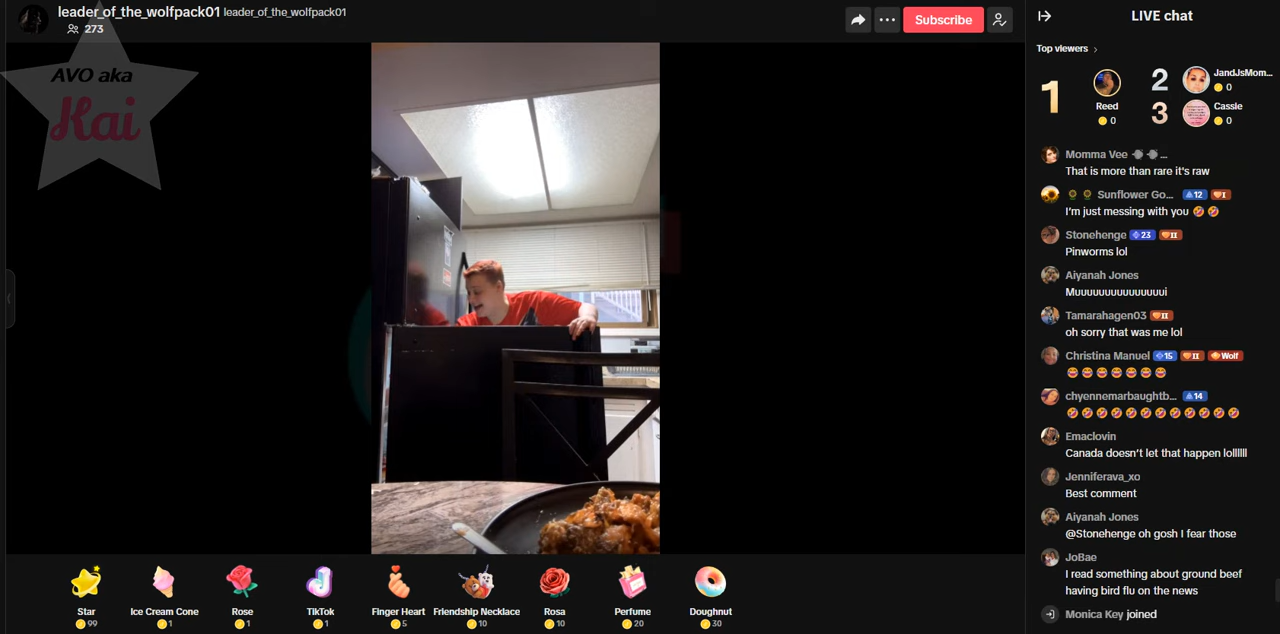 leader_of_the_wolfpack01 leader_of_the_wolfpack01
273
Subscribe
AVO aka
Kai
LIVE chat
Top viewers
1
Reed
0
2
JandJsMom...
0
3
Cassie
0
Momma Vee ...
That is more than rare it's raw
Sunflower Go... 12 I
I'm just messing with you
Stonehenge 23 II
Pinworms lol
Aiyanah Jones
Muuuuuuuuuuuuuui
Tamarahagen03 II
oh sorry that was me lol
Christina Manuel 15 II Wolf
chyennemarbaughtb... 14
Emaclovin
Canada doesn't let that happen lollllll
Jenniferava_xo
Best comment
Aiyanah Jones
@Stonehenge oh gosh I fear those
JoBae
I read something about ground beef
having bird flu on the news
Monica Key joined
Star
99
Ice Cream Cone
1
Rose
1
TikTok
1
Finger Heart
5
Friendship Necklace
10
Rosa
10
Perfume
20
Doughnut
30